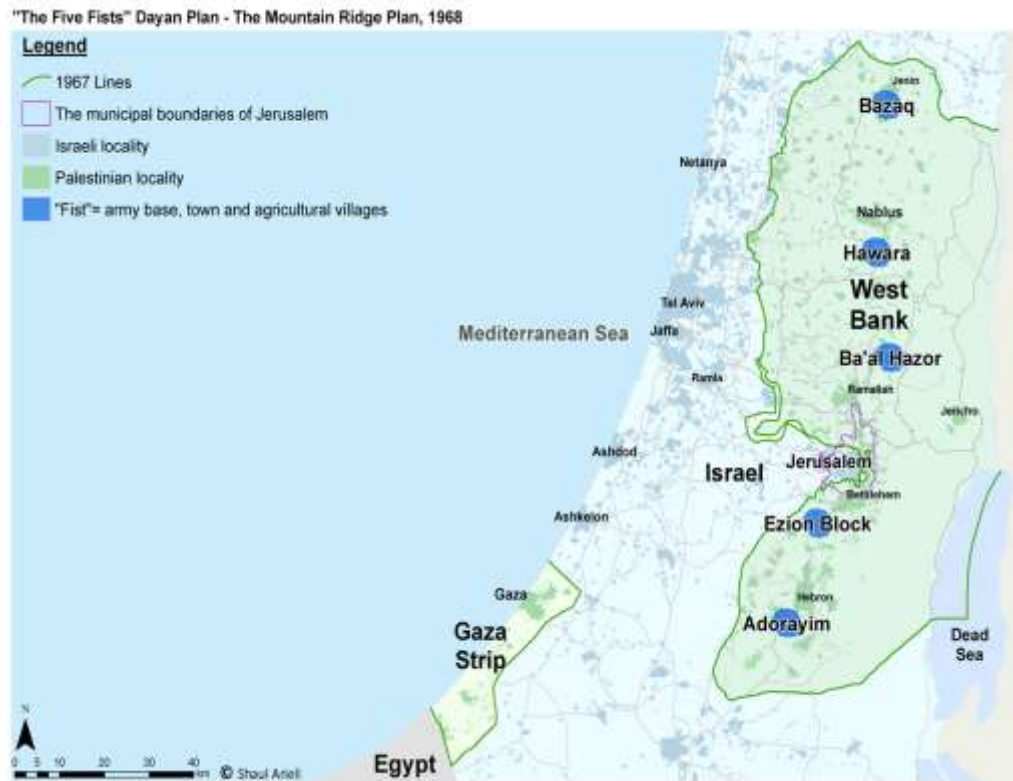 "The Five Fists" Dayan Plan - The Mountain Ridge Plan, 1968
Legend
1967 Lines
The municipal boundaries of Jerusalem
Israeli locality
Palestinian locality
"Fist"= army base, town and agricultural villages
Jenin
Bazaq
Netanya
Nablus
Hawara
West
Bank
Tel Aviv
Mediterranean Sea
Jaffa
Ba'al Hazor
Ramla
Ramallah
Jericho
Ashdod
Israel
Jerusalem
Betleham
Ashkelon
Ezion Block
Gaza
Hebron
Adorayim
Gaza
Strip
Dead
Sea
N
0 5 10 20 30 40
km
© Shaul Arieli
Egypt